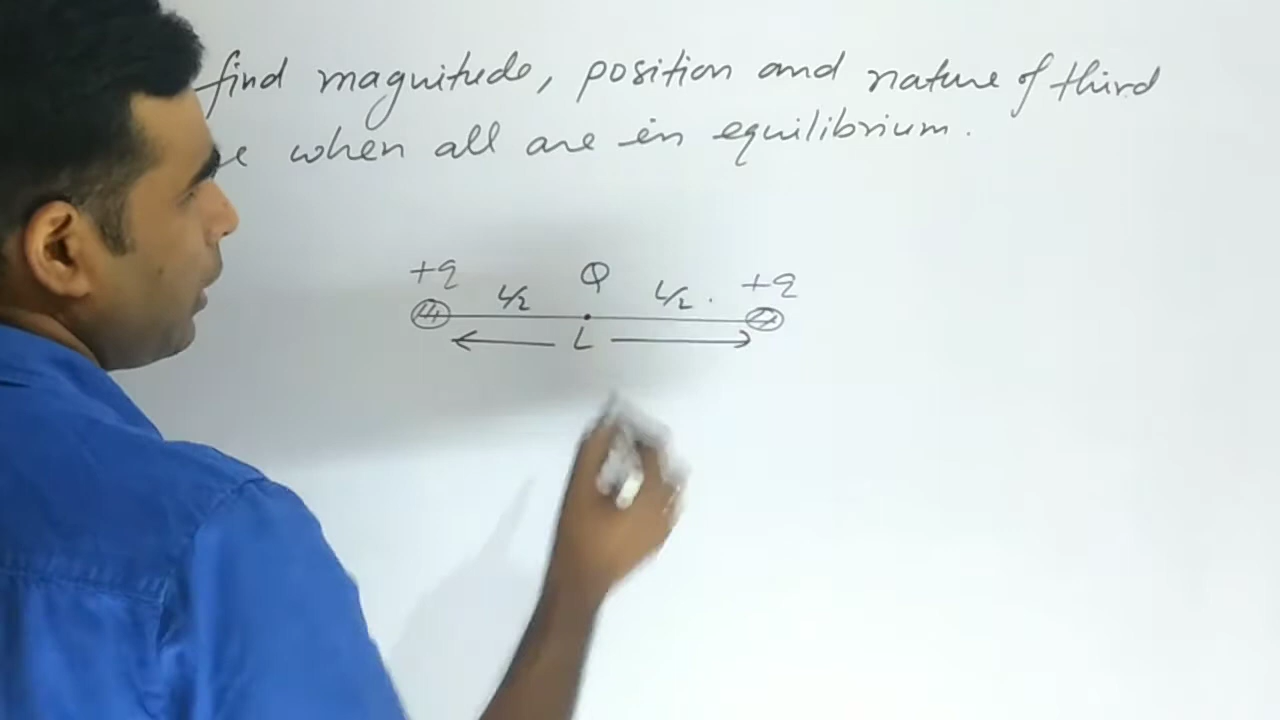 find magnitude, position and nature of third
when all are in equilibrium.
+q Q +q
L/2 L/2
L